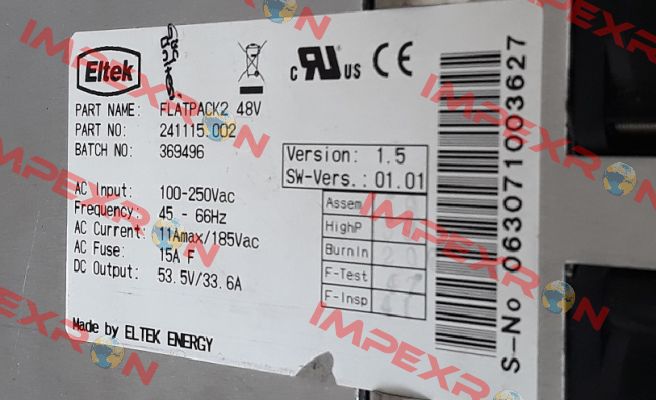 Eltek
c RU US CE
PART NAME: FLATPACK2 48V
PART NO: 241115.002
BATCH NO: 369496
Version: 1.5
SW-Vers.: 01.01
AC Input: 100-250Vac
Frequency: 45 - 66Hz
AC Current: 11Amax/185Vac
AC Fuse: 15A F
DC Output: 53.5V/33.6A
Assem
HighP
BurnIn
F-Test
F-Insp
Made by ELTEK ENERGY
S-No 063071003627
IMPEXRON